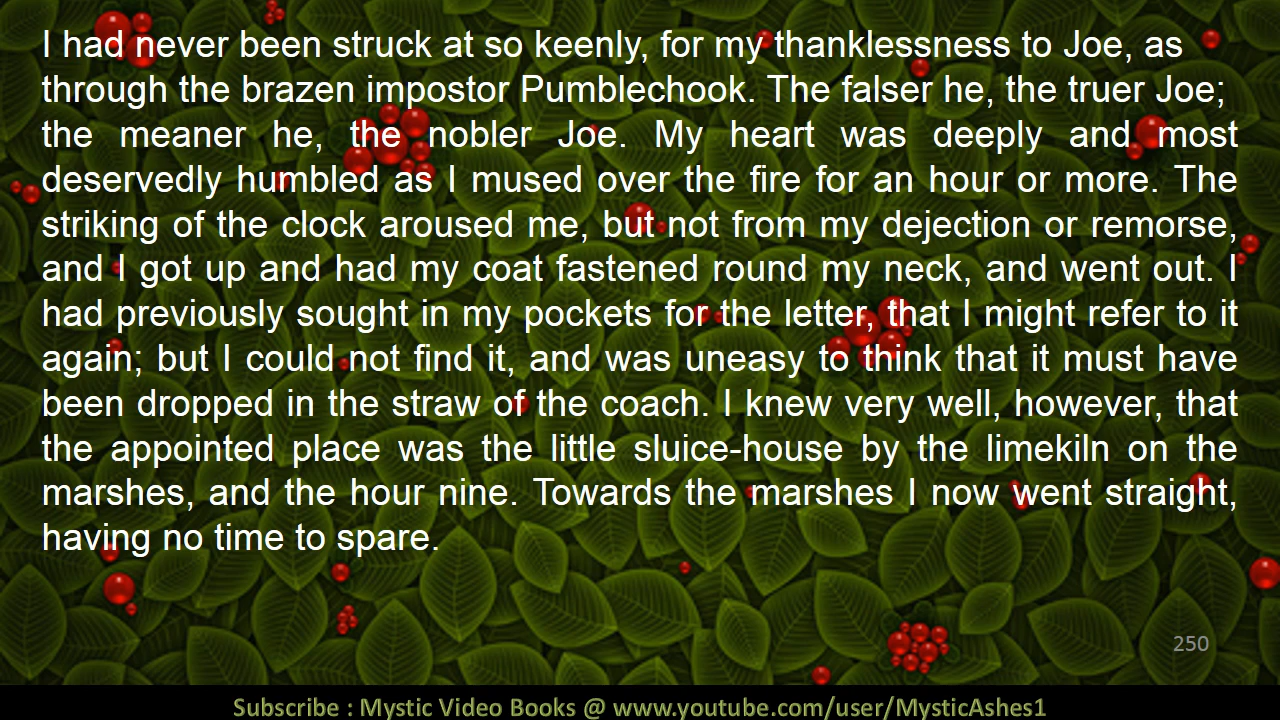 I had never been struck at so keenly, for my thanklessness to Joe, as
through the brazen impostor Pumblechook. The falser he, the truer Joe;
the meaner he, the nobler Joe. My heart was deeply and most
deservedly humbled as I mused over the fire for an hour or more. The
striking of the clock aroused me, but not from my dejection or remorse,
and I got up and had my coat fastened round my neck, and went out. I
had previously sought in my pockets for the letter, that I might refer to it
again; but I could not find it, and was uneasy to think that it must have
been dropped in the straw of the coach. I knew very well, however, that
the appointed place was the little sluice-house by the limekiln on the
marshes, and the hour nine. Towards the marshes I now went straight,
having no time to spare.
250
Subscribe : Mystic Video Books @ www.youtube.com/user/MysticAshes1